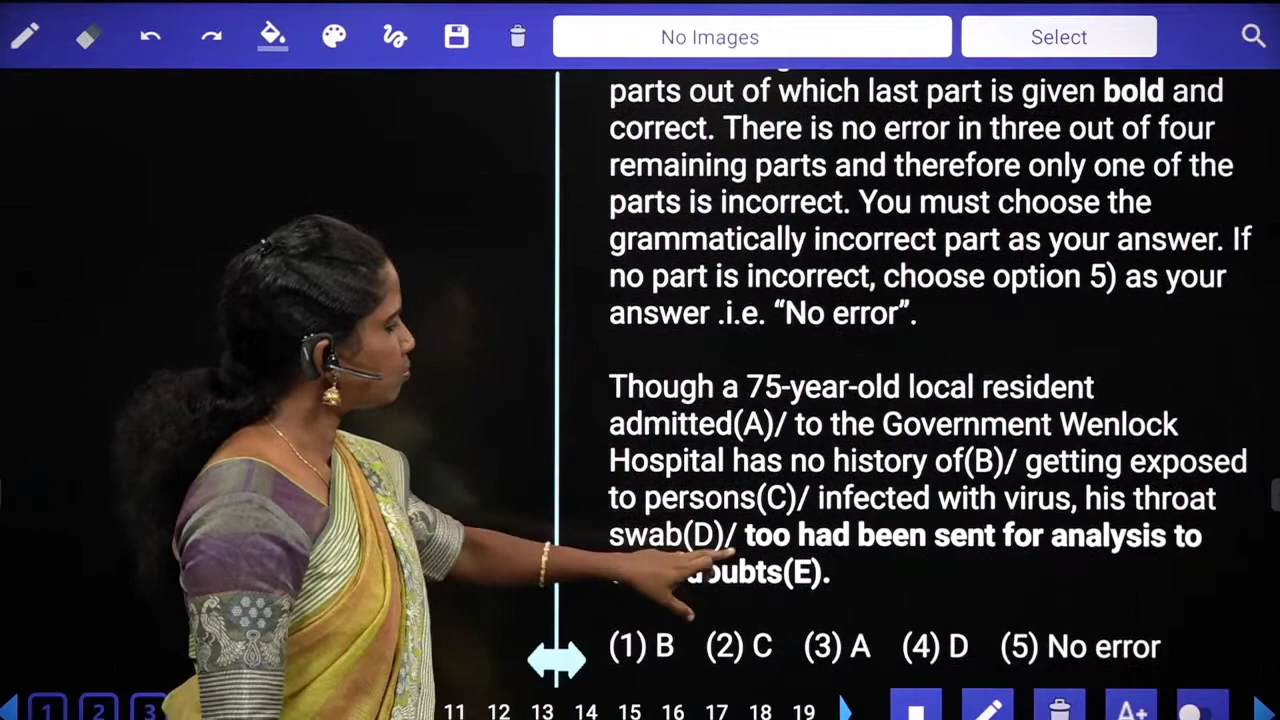 No Images
Select
parts out of which last part is given bold and
correct. There is no error in three out of four
remaining parts and therefore only one of the
parts is incorrect. You must choose the
grammatically incorrect part as your answer. If
no part is incorrect, choose option 5) as your
answer .i.e. “No error”.
Though a 75-year-old local resident
admitted(A)/ to the Government Wenlock
Hospital has no history of(B)/ getting exposed
to persons(C)/ infected with virus, his throat
swab(D)/ too had been sent for analysis to
doubts(E).
(1) B (2) C (3) A (4) D (5) No error
1 2 3 11 12 13 14 15 16 17 18 19
A+